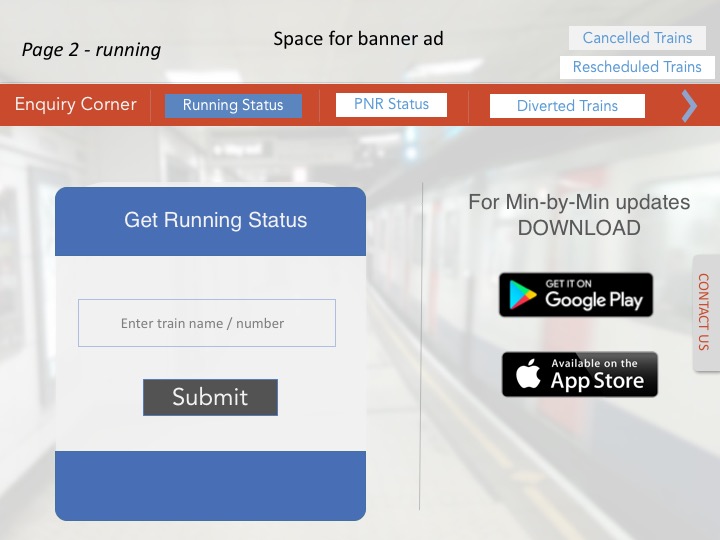 Page 2 - running
Space for banner ad
Cancelled Trains
Rescheduled Trains
Enquiry Corner
Running Status
PNR Status
Diverted Trains
Get Running Status
Enter train name / number
Submit
For Min-by-Min updates
DOWNLOAD
GET IT ON
Google Play
Available on the
App Store
CONTACT US